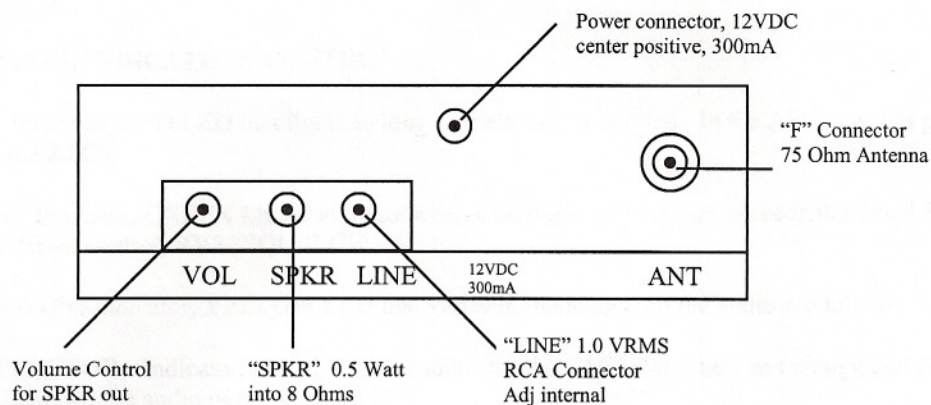 Power connector, 12VDC
center positive, 300mA
"F" Connector
75 Ohm Antenna
VOL SPKR LINE 12VDC ANT
300mA
Volume Control
for SPKR out
"SPKR" 0.5 Watt
into 8 Ohms
"LINE" 1.0 VRMS
RCA Connector
Adj internal